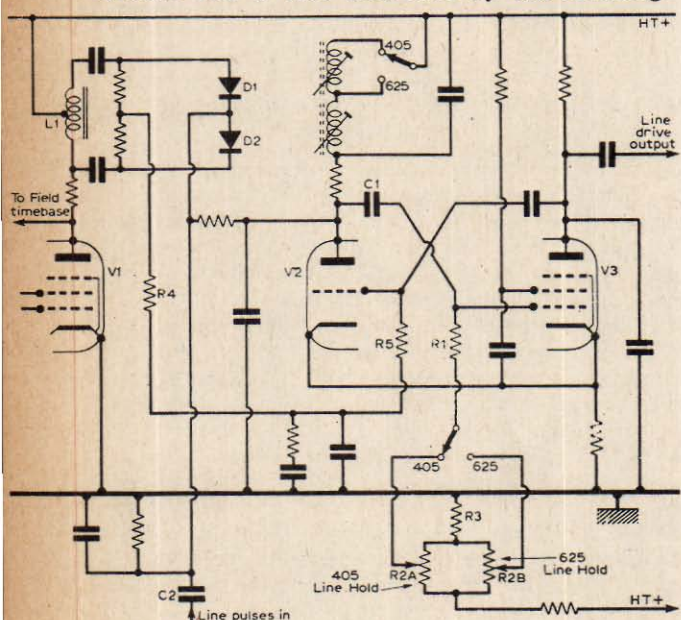 HT+
405
625
L1
D1
D2
Line
drive
output
To Field
timebase
C1
V1
R4
V2
R5
R1
V3
405
625
R3
405
Line Hold
R2A
R2B
625
Line Hold
C2
Line pulses in
HT+